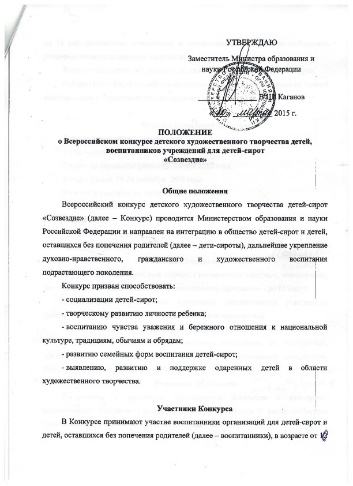 УТВЕРЖДАЮ
Заместитель Министра образования и
науки Российской Федерации
Каганов
2015 г.
ПОЛОЖЕНИЕ
о Всероссийском конкурсе детского художественного творчества детей,
воспитанников учреждений для детей-сирот
«Созвездие»
Общие положения
Всероссийский конкурс детского художественного творчества детей-сирот
«Созвездие» (далее – Конкурс) проводится Министерством образования и науки
Российской Федерации и направлен на интеграцию в общество детей-сирот и детей,
оставшихся без попечения родителей (далее – дети-сироты), дальнейшее укрепление
духовно-нравственного, гражданского и художественного воспитания
подрастающего поколения.
Конкурс призван способствовать:
- социализации детей-сирот;
- творческому развитию личности ребенка;
- воспитанию чувства уважения и бережного отношения к национальной
культуре, традициям, обычаям и обрядам;
- развитию семейных форм воспитания детей-сирот;
- выявлению, развитию и поддержке одаренных детей в области
художественного творчества.
Участники Конкурса
В Конкурсе принимают участие воспитанники организаций для детей-сирот и
детей, оставшихся без попечения родителей (далее – воспитанники), в возрасте от